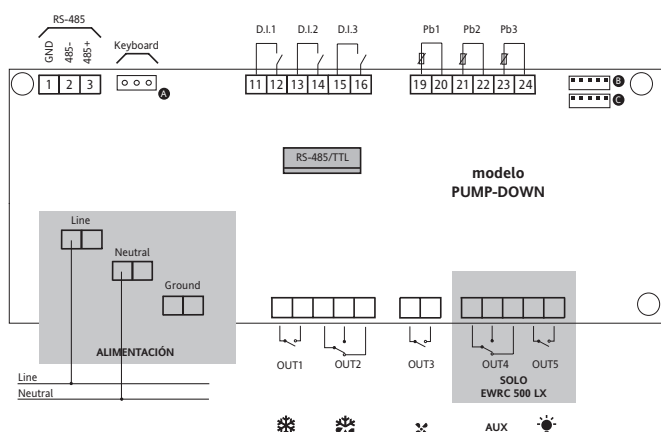 RS-485
D.I.1 D.I.2 D.I.3
Pb1 Pb2 Pb3
GND 485- 485+
Keyboard
1 2 3
A
11 12 13 14 15 16
19 20 21 22 23 24
B
C
RS-485/TTL
modelo
PUMP-DOWN
Line
Neutral
Ground
ALIMENTACIÓN
OUT1 OUT2 OUT3 OUT4 OUT5
SOLO
EWRC 500 LX
Line
Neutral
AUX